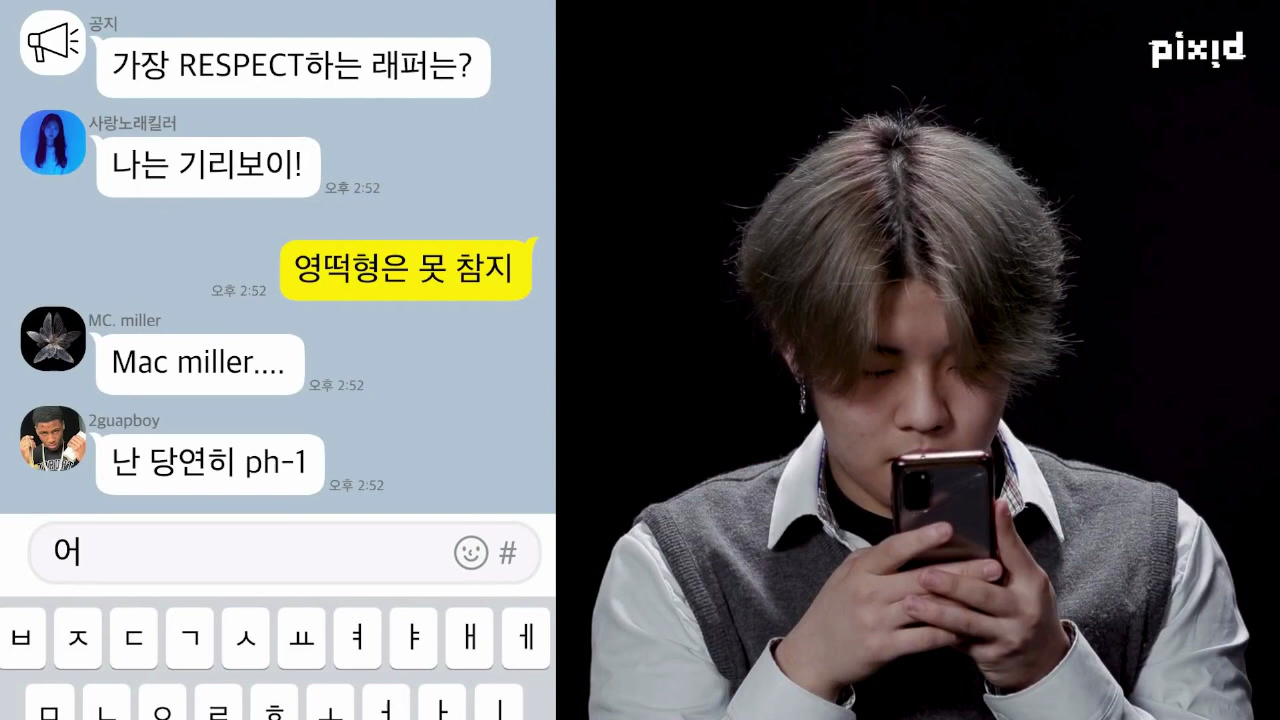 공지
가장 RESPECT하는 래퍼는?
사랑노래킬러
나는 기리보이!
오후 2:52
영떡형은 못 참지
오후 2:52
MC. miller
Mac miller....
오후 2:52
2guapboy
난 당연히 ph-1
오후 2:52
어
#
ㅂ ㅈ ㄷ ㄱ ㅅ ㅛ ㅕ ㅑ ㅐ ㅔ
ㅁ ㄴ ㅇ ㄹ ㅎ ㅗ ㅓ ㅏ ㅣ
pixid